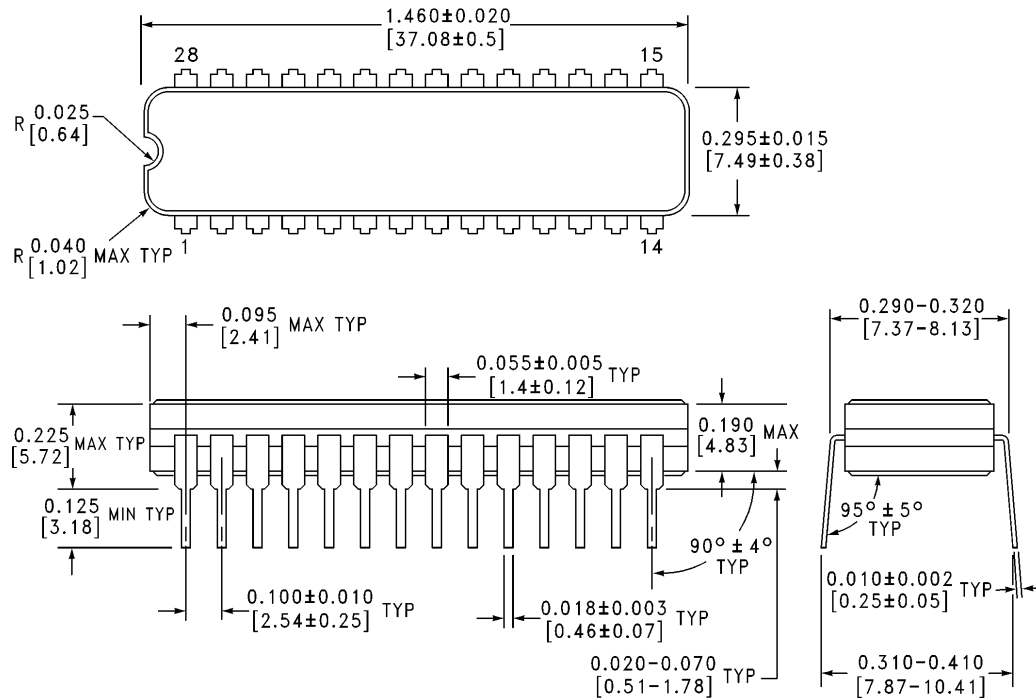 1.460±0.020
[37.08±0.5]
28
15
R 0.025
[0.64]
0.295±0.015
[7.49±0.38]
R 0.040 MAX TYP
[1.02]
1
14
0.095 MAX TYP
[2.41]
0.290–0.320
[7.37–8.13]
0.055±0.005 TYP
[1.4±0.12]
0.225 MAX TYP
[5.72]
0.190 MAX
[4.83]
0.125 MIN TYP
[3.18]
90° ± 4°
TYP
95° ± 5°
TYP
0.100±0.010 TYP
[2.54±0.25]
0.018±0.003 TYP
[0.46±0.07]
0.010±0.002 TYP
[0.25±0.05]
0.020–0.070 TYP
[0.51–1.78]
0.310–0.410
[7.87–10.41]